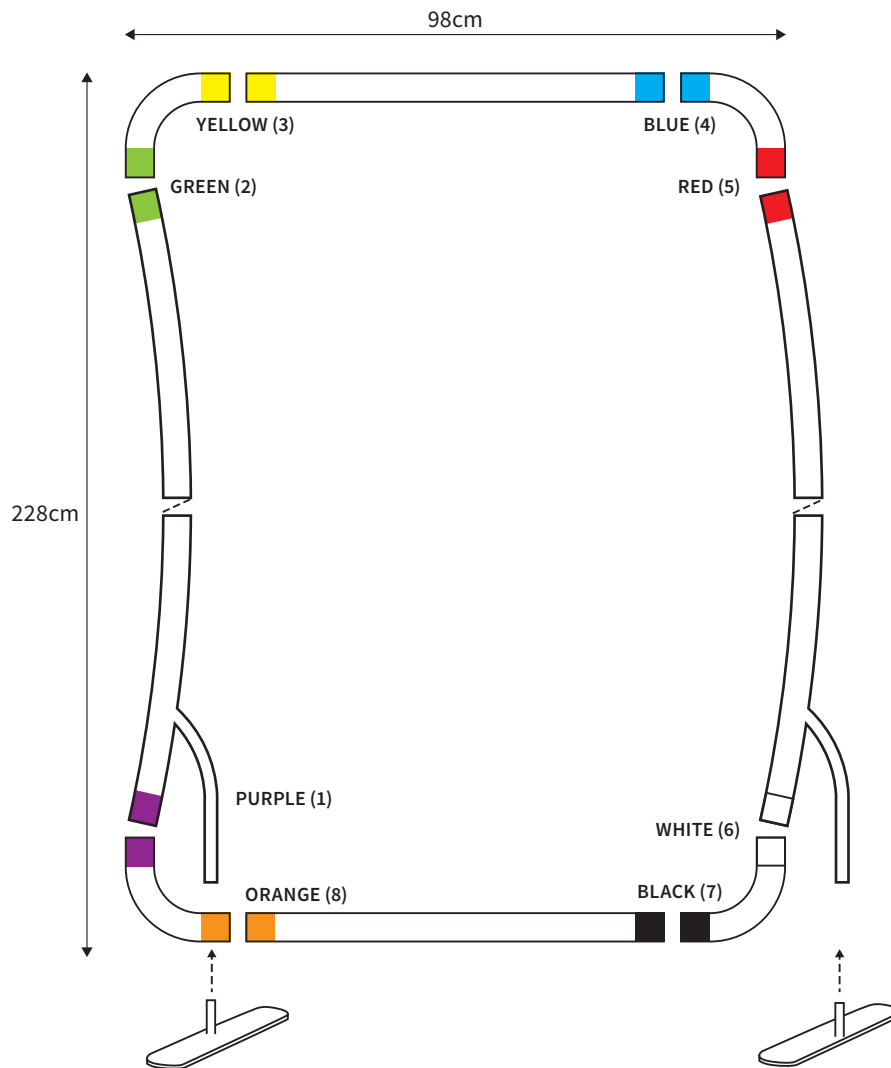 98cm
YELLOW (3)
BLUE (4)
GREEN (2)
RED (5)
228cm
PURPLE (1)
WHITE (6)
ORANGE (8)
BLACK (7)